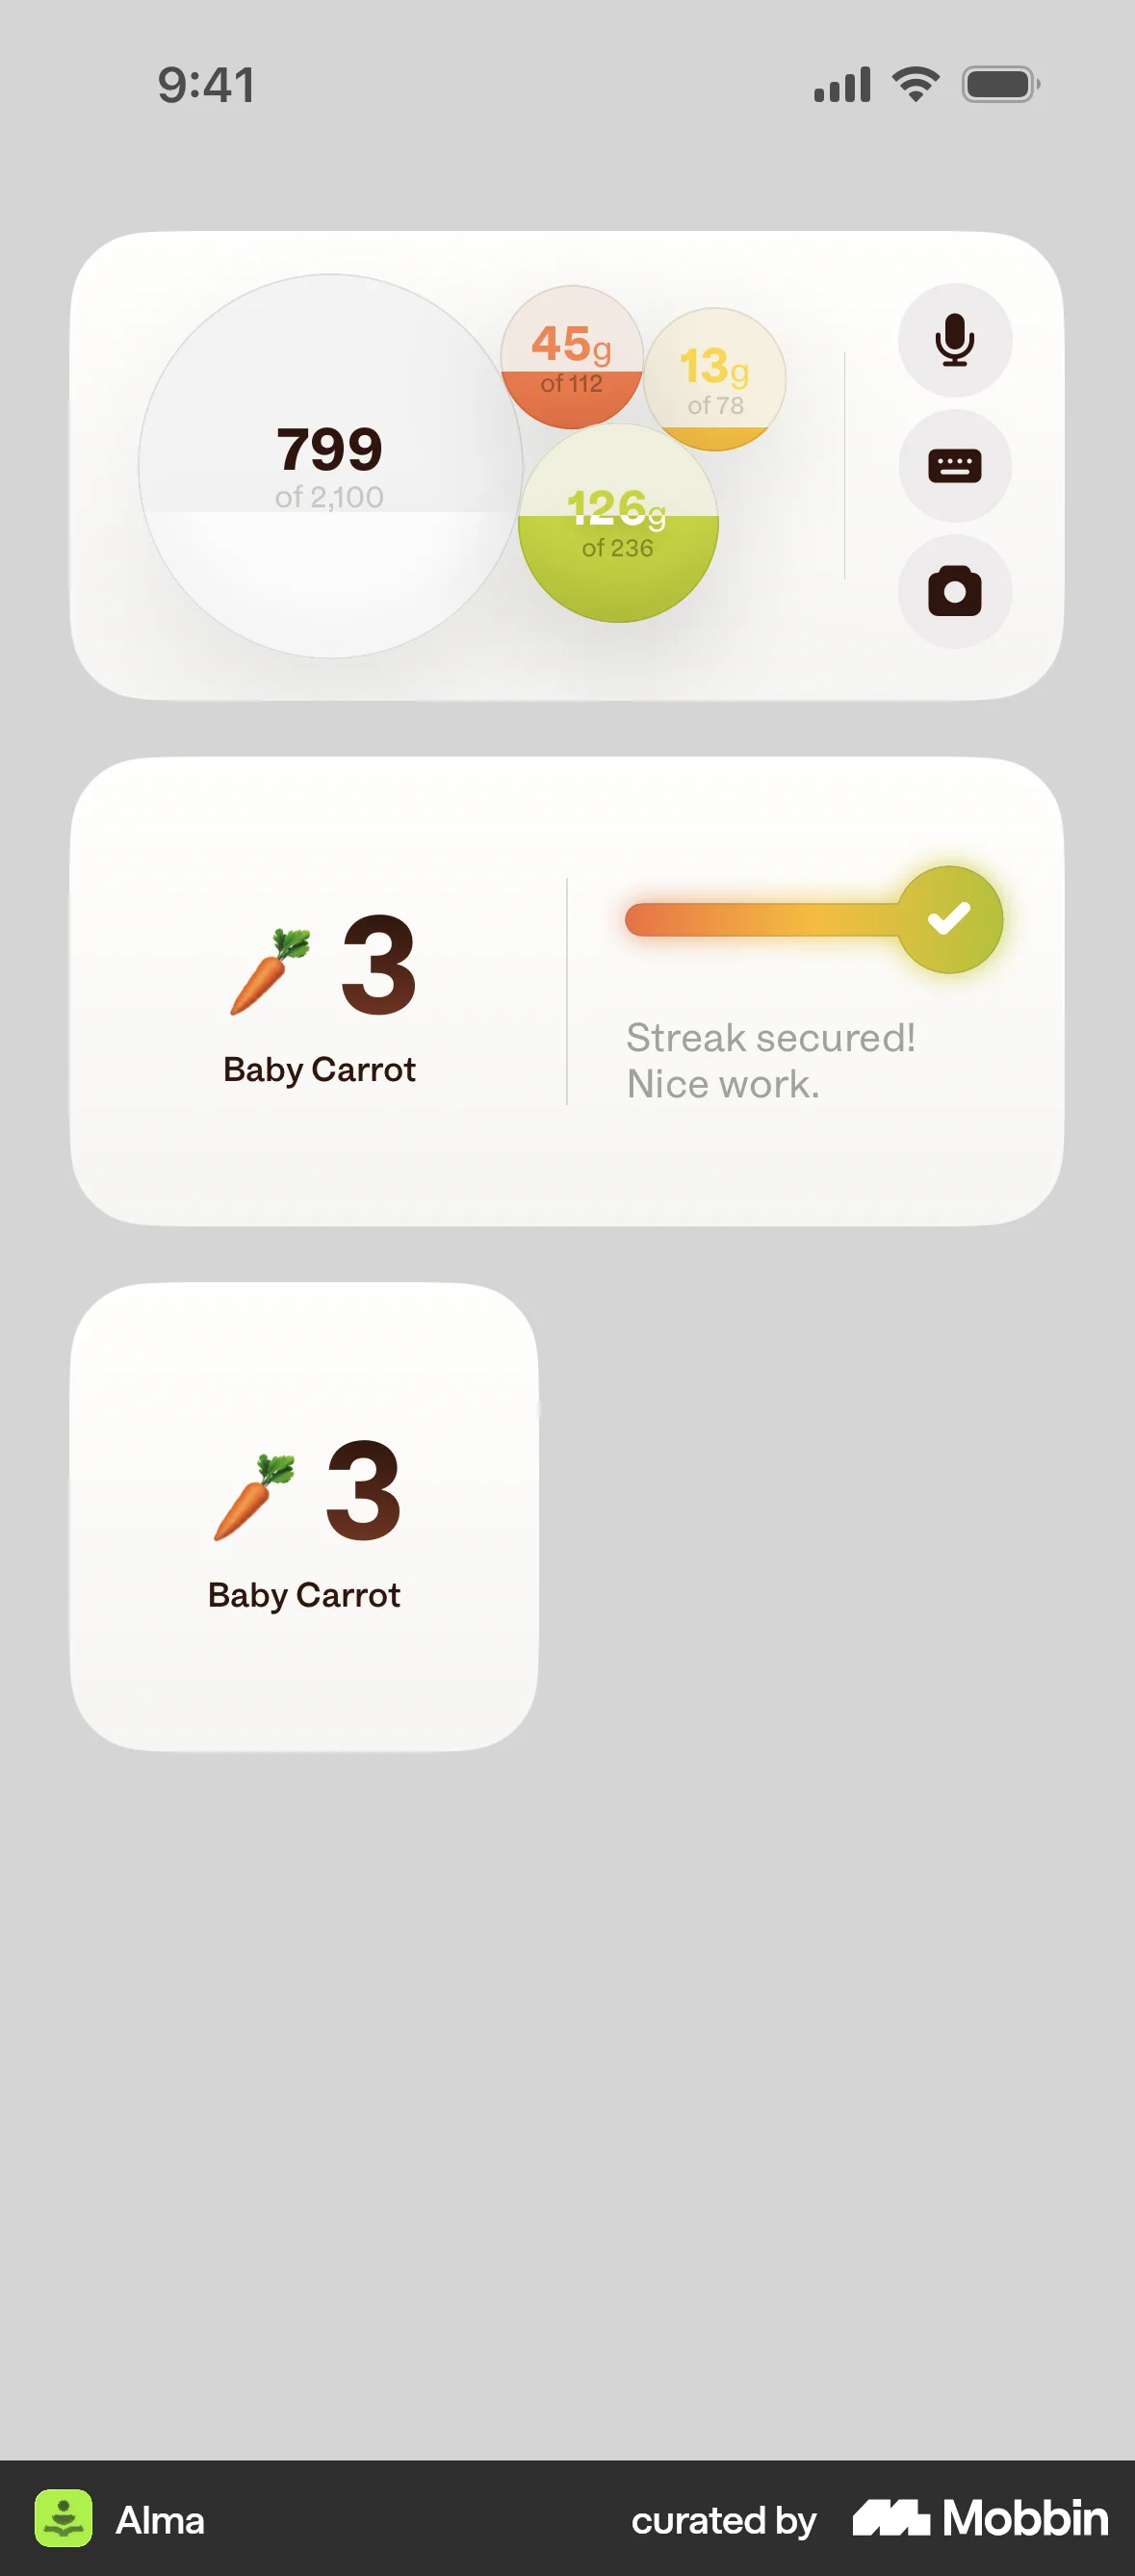 9:41
799
of 2,100
45g
of 112
13g
of 78
126g
of 236
3
Baby Carrot
Streak secured!
Nice work.
3
Baby Carrot
Alma
curated by Mobbin